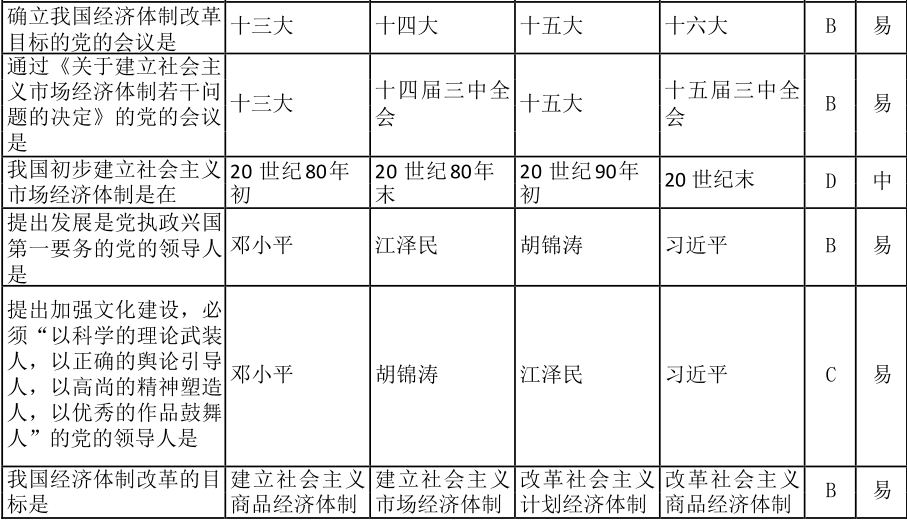 确立我国经济体制改革
目标的党的会议是
十三大
十四大
十五大
十六大
B
易
通过《关于建立社会主
义市场经济体制若干问
题的决定》的党的会议
是
十三大
十四届三中全
会
十五大
十五届三中全
会
B
易
我国初步建立社会主义
市场经济体制是在
20 世纪80年
初
20 世纪80年
末
20 世纪90年
初
20 世纪末
D
中
提出发展是党执政兴国
第一要务的党的领导人
是
邓小平
江泽民
胡锦涛
习近平
B
易
提出加强文化建设，必
须“以科学的理论武装
人，以正确的舆论引导
人，以高尚的精神塑造
人，以优秀的作品鼓舞
人”的党的领导人是
邓小平
胡锦涛
江泽民
习近平
C
易
我国经济体制改革的目
标是
建立社会主义
商品经济体制
建立社会主义
市场经济体制
改革社会主义
计划经济体制
改革社会主义
商品经济体制
B
易